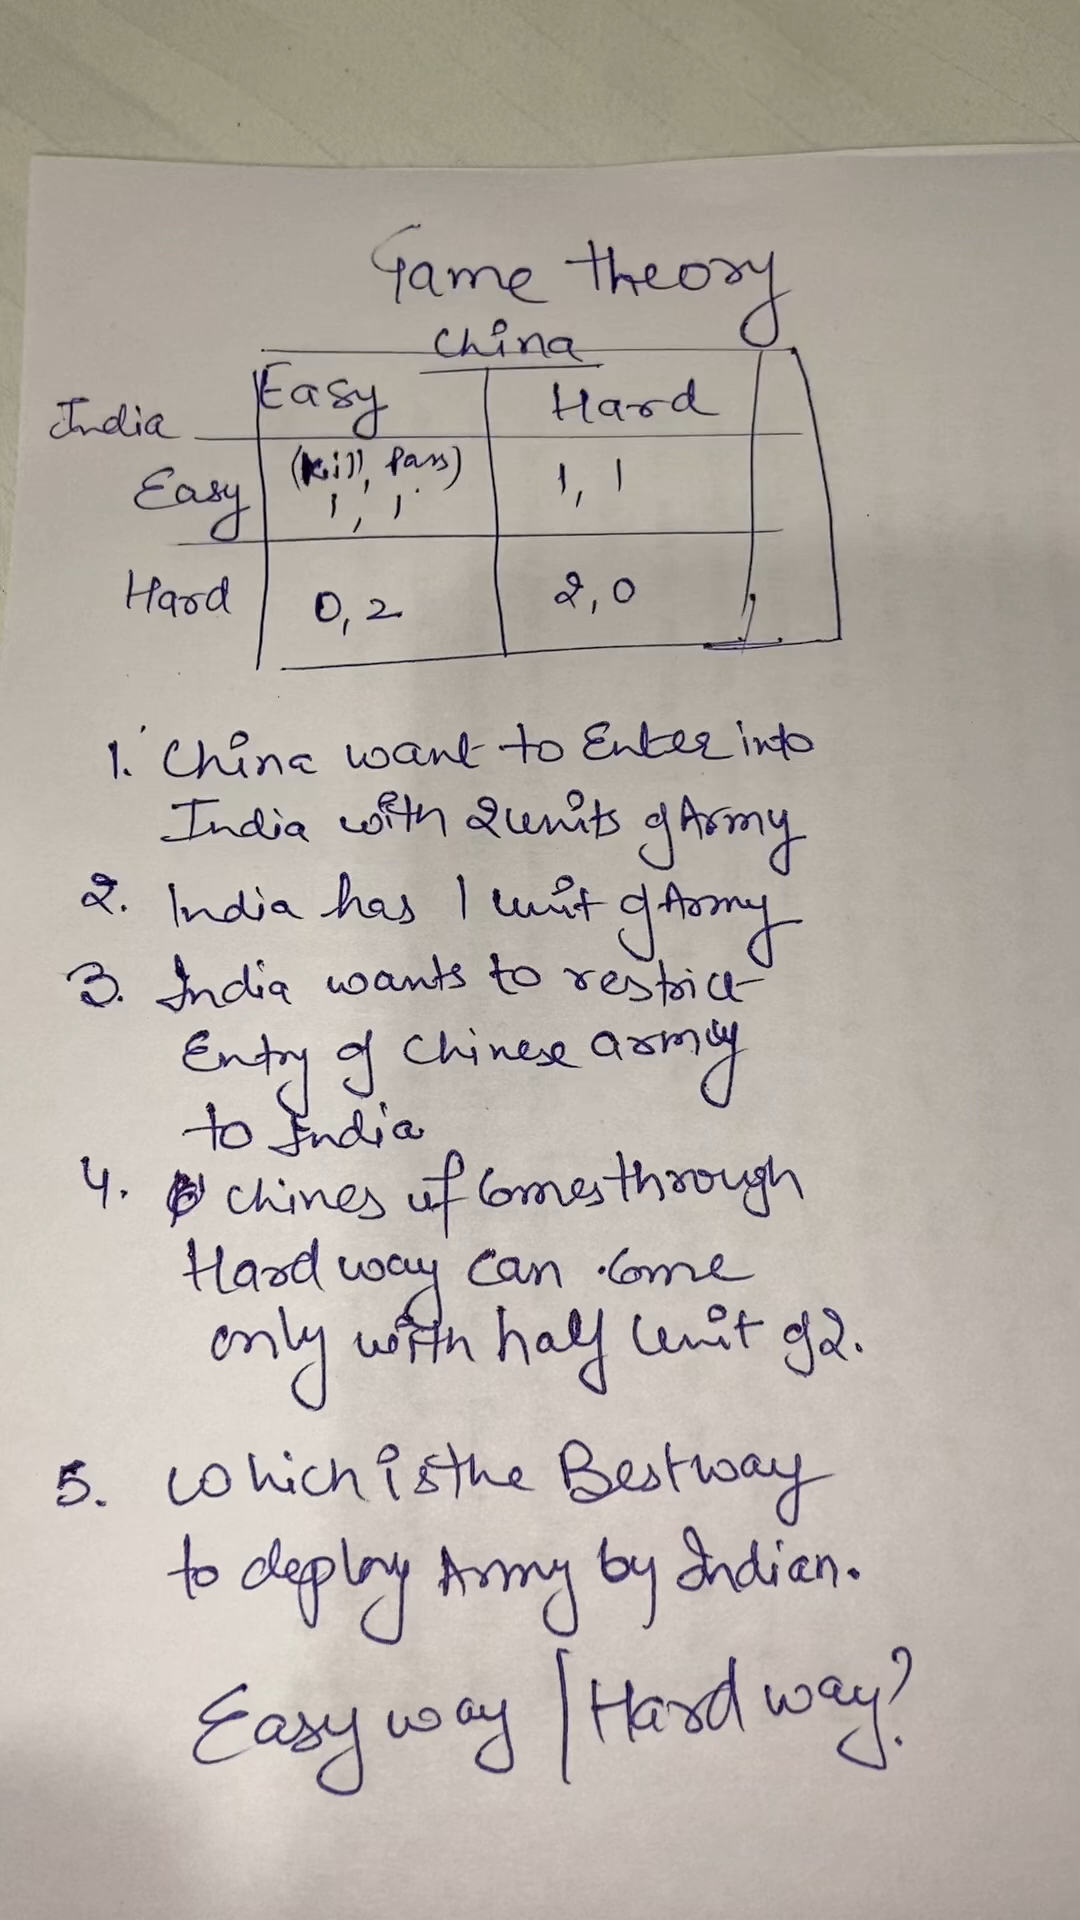 Game theory
China
India Easy Hard
Easy (kill, Pass) 1, 1 1, 1
Hard 0, 2 2, 0
1. China want to Enter into
India with 2 units of Army
2. India has 1 unit of Army
3. India wants to restrict
Entry of Chinese army
to India
4. Chines if Comes through
Hard way can come
only with half unit of 2.
5. Which is the Best way
to deploy Army by Indian.
Easy way | Hard way?